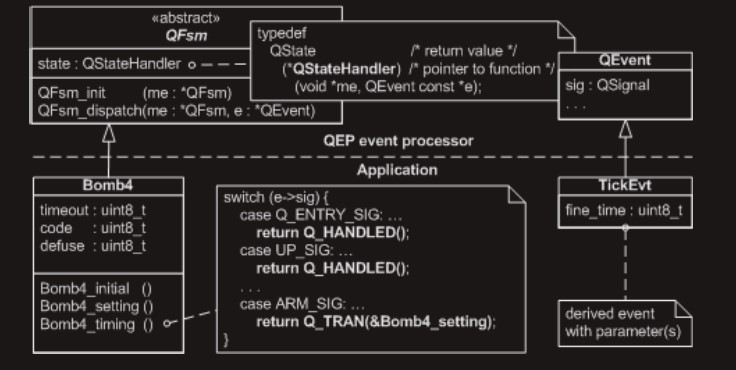 «abstract»
QFsm
state : QStateHandler
QFsm_init (me : *QFsm)
QFsm_dispatch(me : *QFsm, e : *QEvent)
typedef
QState /* return value */
(*QStateHandler) /* pointer to function */
(void *me, QEvent const *e);
QEvent
sig : QSignal
. . .
QEP event processor
Application
Bomb4
timeout : uint8_t
code : uint8_t
defuse : uint8_t
Bomb4_initial ()
Bomb4_setting ()
Bomb4_timing ()
switch (e->sig) {
case Q_ENTRY_SIG: ...
return Q_HANDLED();
case UP_SIG: ...
return Q_HANDLED();
. . .
case ARM_SIG: ...
return Q_TRAN(&Bomb4_setting);
}
TickEvt
fine_time : uint8_t
derived event
with parameter(s)